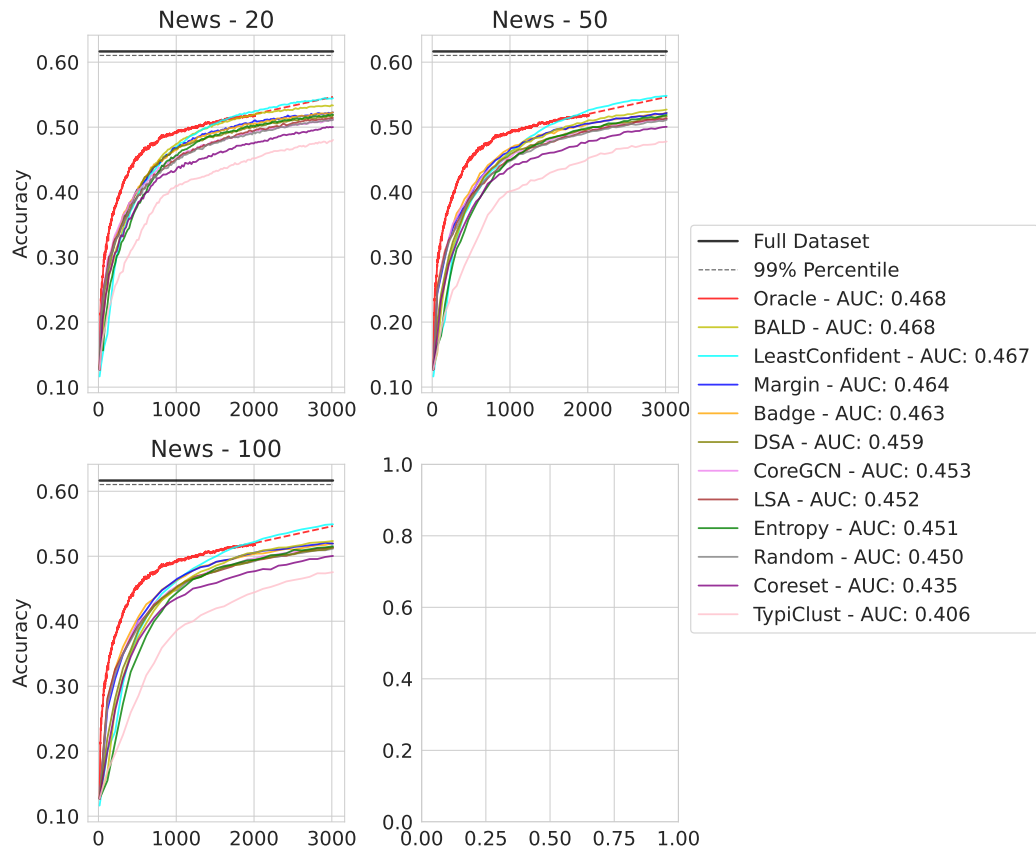 News - 20
News - 50
0.60
0.50
0.40
0.30
0.20
0.10
Accuracy
0
1000
2000
3000
0.60
0.50
0.40
0.30
0.20
0.10
0
1000
2000
3000
Full Dataset
99% Percentile
Oracle - AUC: 0.468
BALD - AUC: 0.468
LeastConfident - AUC: 0.467
Margin - AUC: 0.464
Badge - AUC: 0.463
DSA - AUC: 0.459
CoreGCN - AUC: 0.453
LSA - AUC: 0.452
Entropy - AUC: 0.451
Random - AUC: 0.450
Coreset - AUC: 0.435
TypiClust - AUC: 0.406
News - 100
0.60
0.50
0.40
0.30
0.20
0.10
Accuracy
0
1000
2000
3000
1.0
0.8
0.6
0.4
0.2
0.0
0.00
0.25
0.50
0.75
1.00